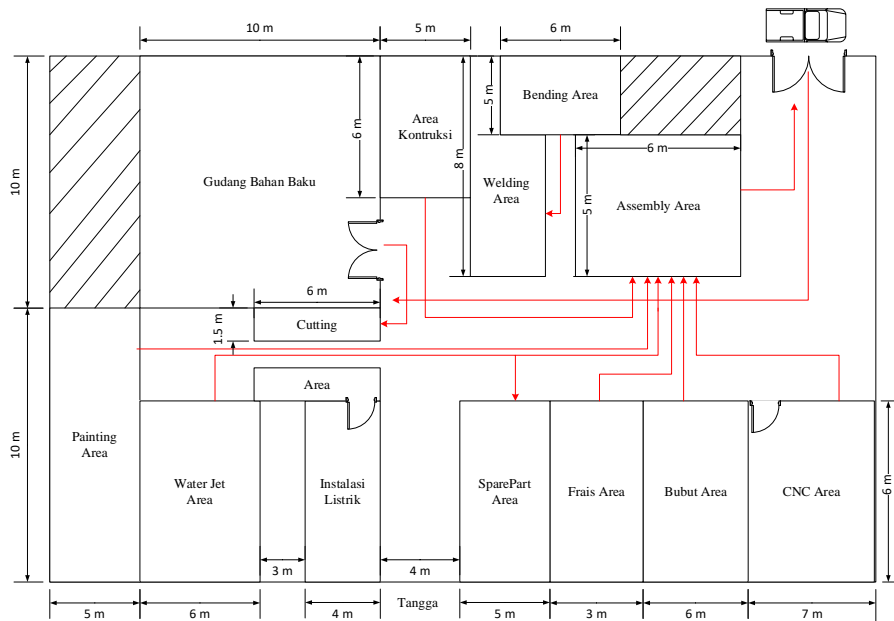 10 m
5 m
6 m
10 m
Gudang Bahan Baku
6 m
Area
Kontruksi
8 m
5 m
Bending Area
Welding
Area
6 m
5 m
Assembly Area
6 m
1.5 m
Cutting
Area
10 m
Painting
Area
Water Jet
Area
Instalasi
Listrik
SparePart
Area
Frais Area
Bubut Area
CNC Area
6 m
3 m
4 m
5 m
6 m
4 m
Tangga
5 m
3 m
6 m
7 m